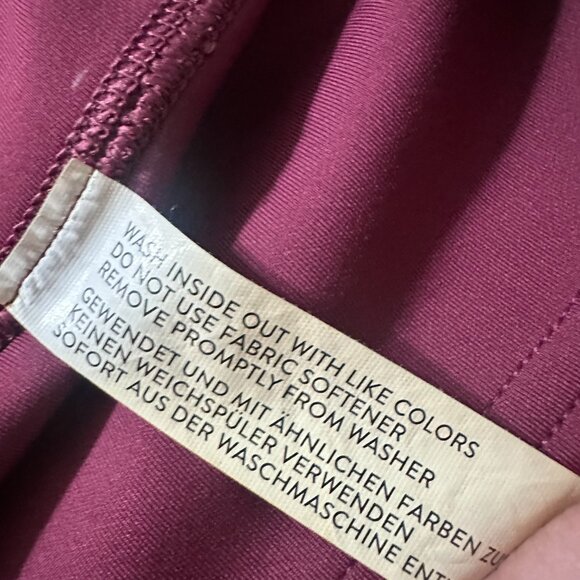 WASH INSIDE OUT WITH LIKE COLORS
DO NOT USE FABRIC SOFTENER
REMOVE PROMPTLY FROM WASHER
GEWENDET UND MIT ÄHNLICHEN FARBEN
KEINEN WEICHSPÜLER VERWENDEN
SOFORT AUS DER WASCHMASCHINE